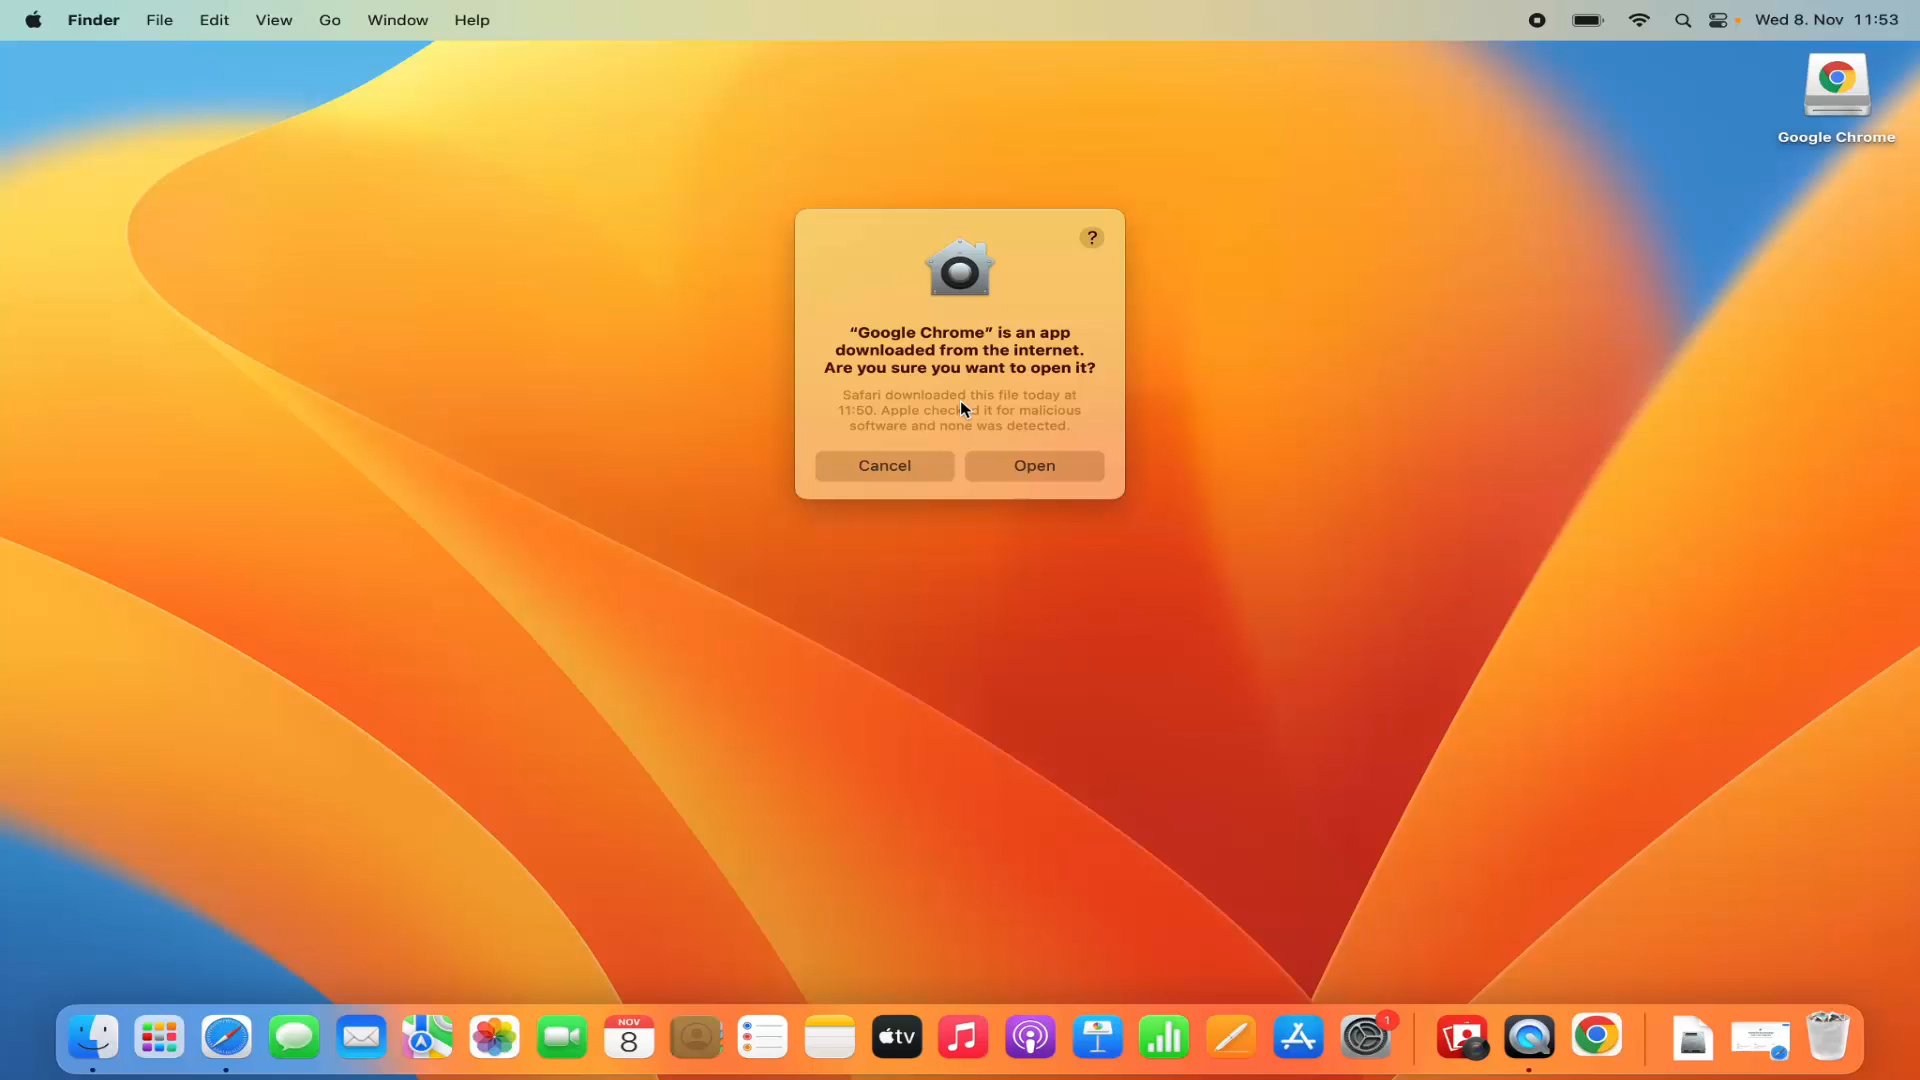 Finder File Edit View Go Window Help
Wed 8. Nov 11:53
Google Chrome
?
“Google Chrome” is an app
downloaded from the internet.
Are you sure you want to open it?
Safari downloaded this file today at
11:50. Apple checked it for malicious
software and none was detected.
Cancel Open
NOV
8
tv
1